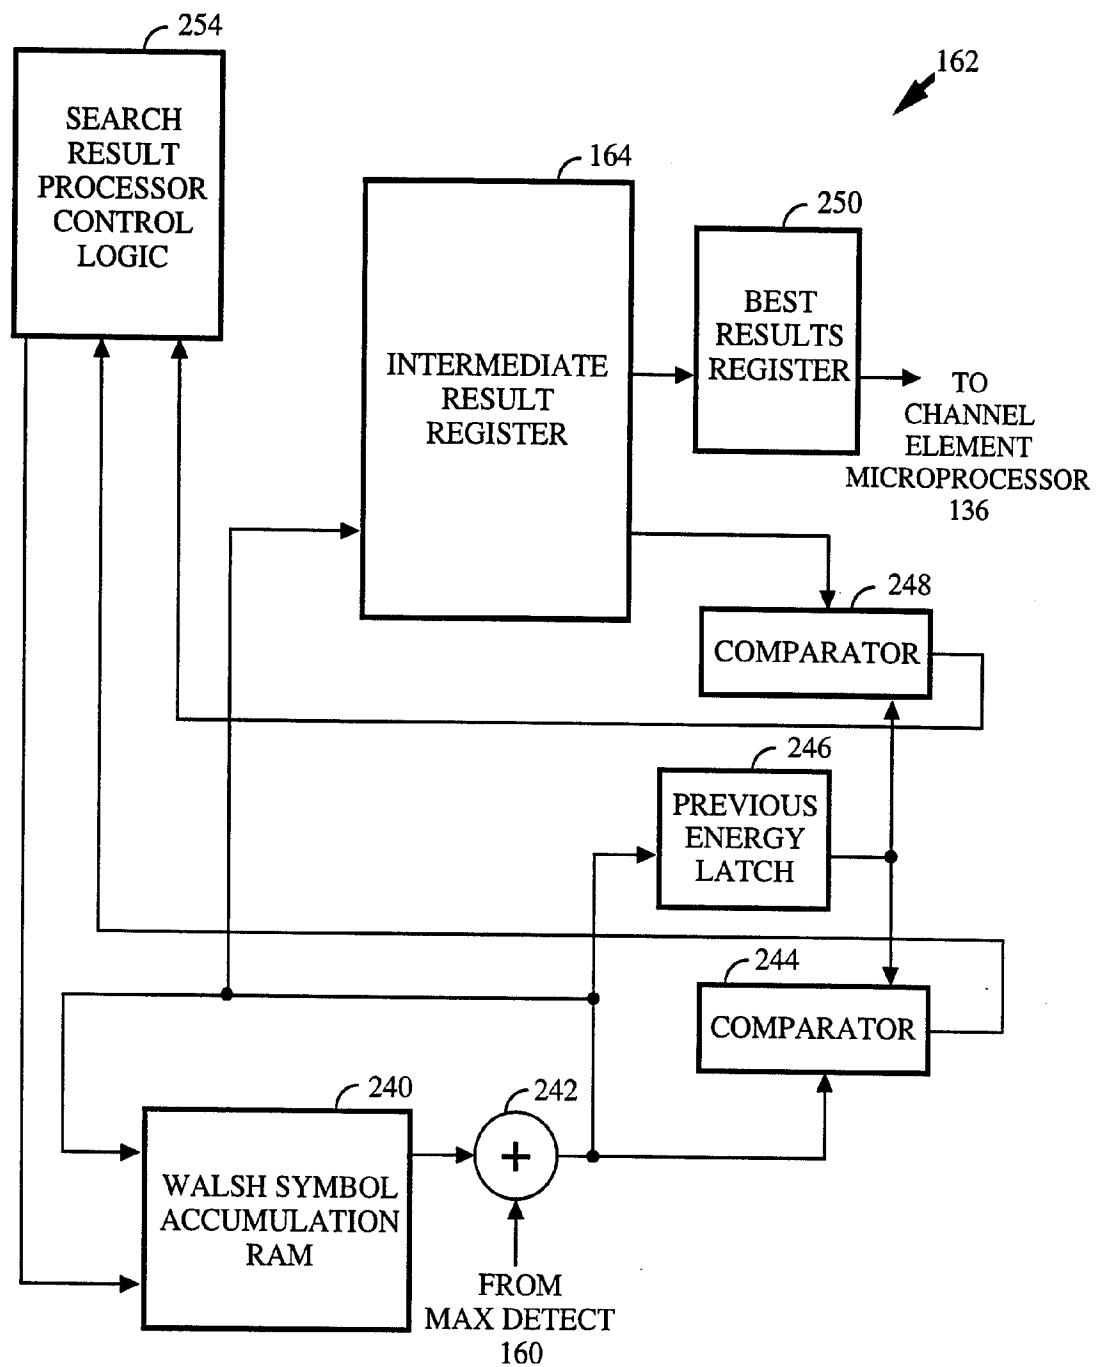 254
162
SEARCH
RESULT
PROCESSOR
CONTROL
LOGIC
164
250
INTERMEDIATE
RESULT
REGISTER
BEST
RESULTS
REGISTER
TO
CHANNEL
ELEMENT
MICROPROCESSOR
136
248
COMPARATOR
246
PREVIOUS
ENERGY
LATCH
244
COMPARATOR
240
242
WALSH SYMBOL
ACCUMULATION
RAM
+
FROM
MAX DETECT
160